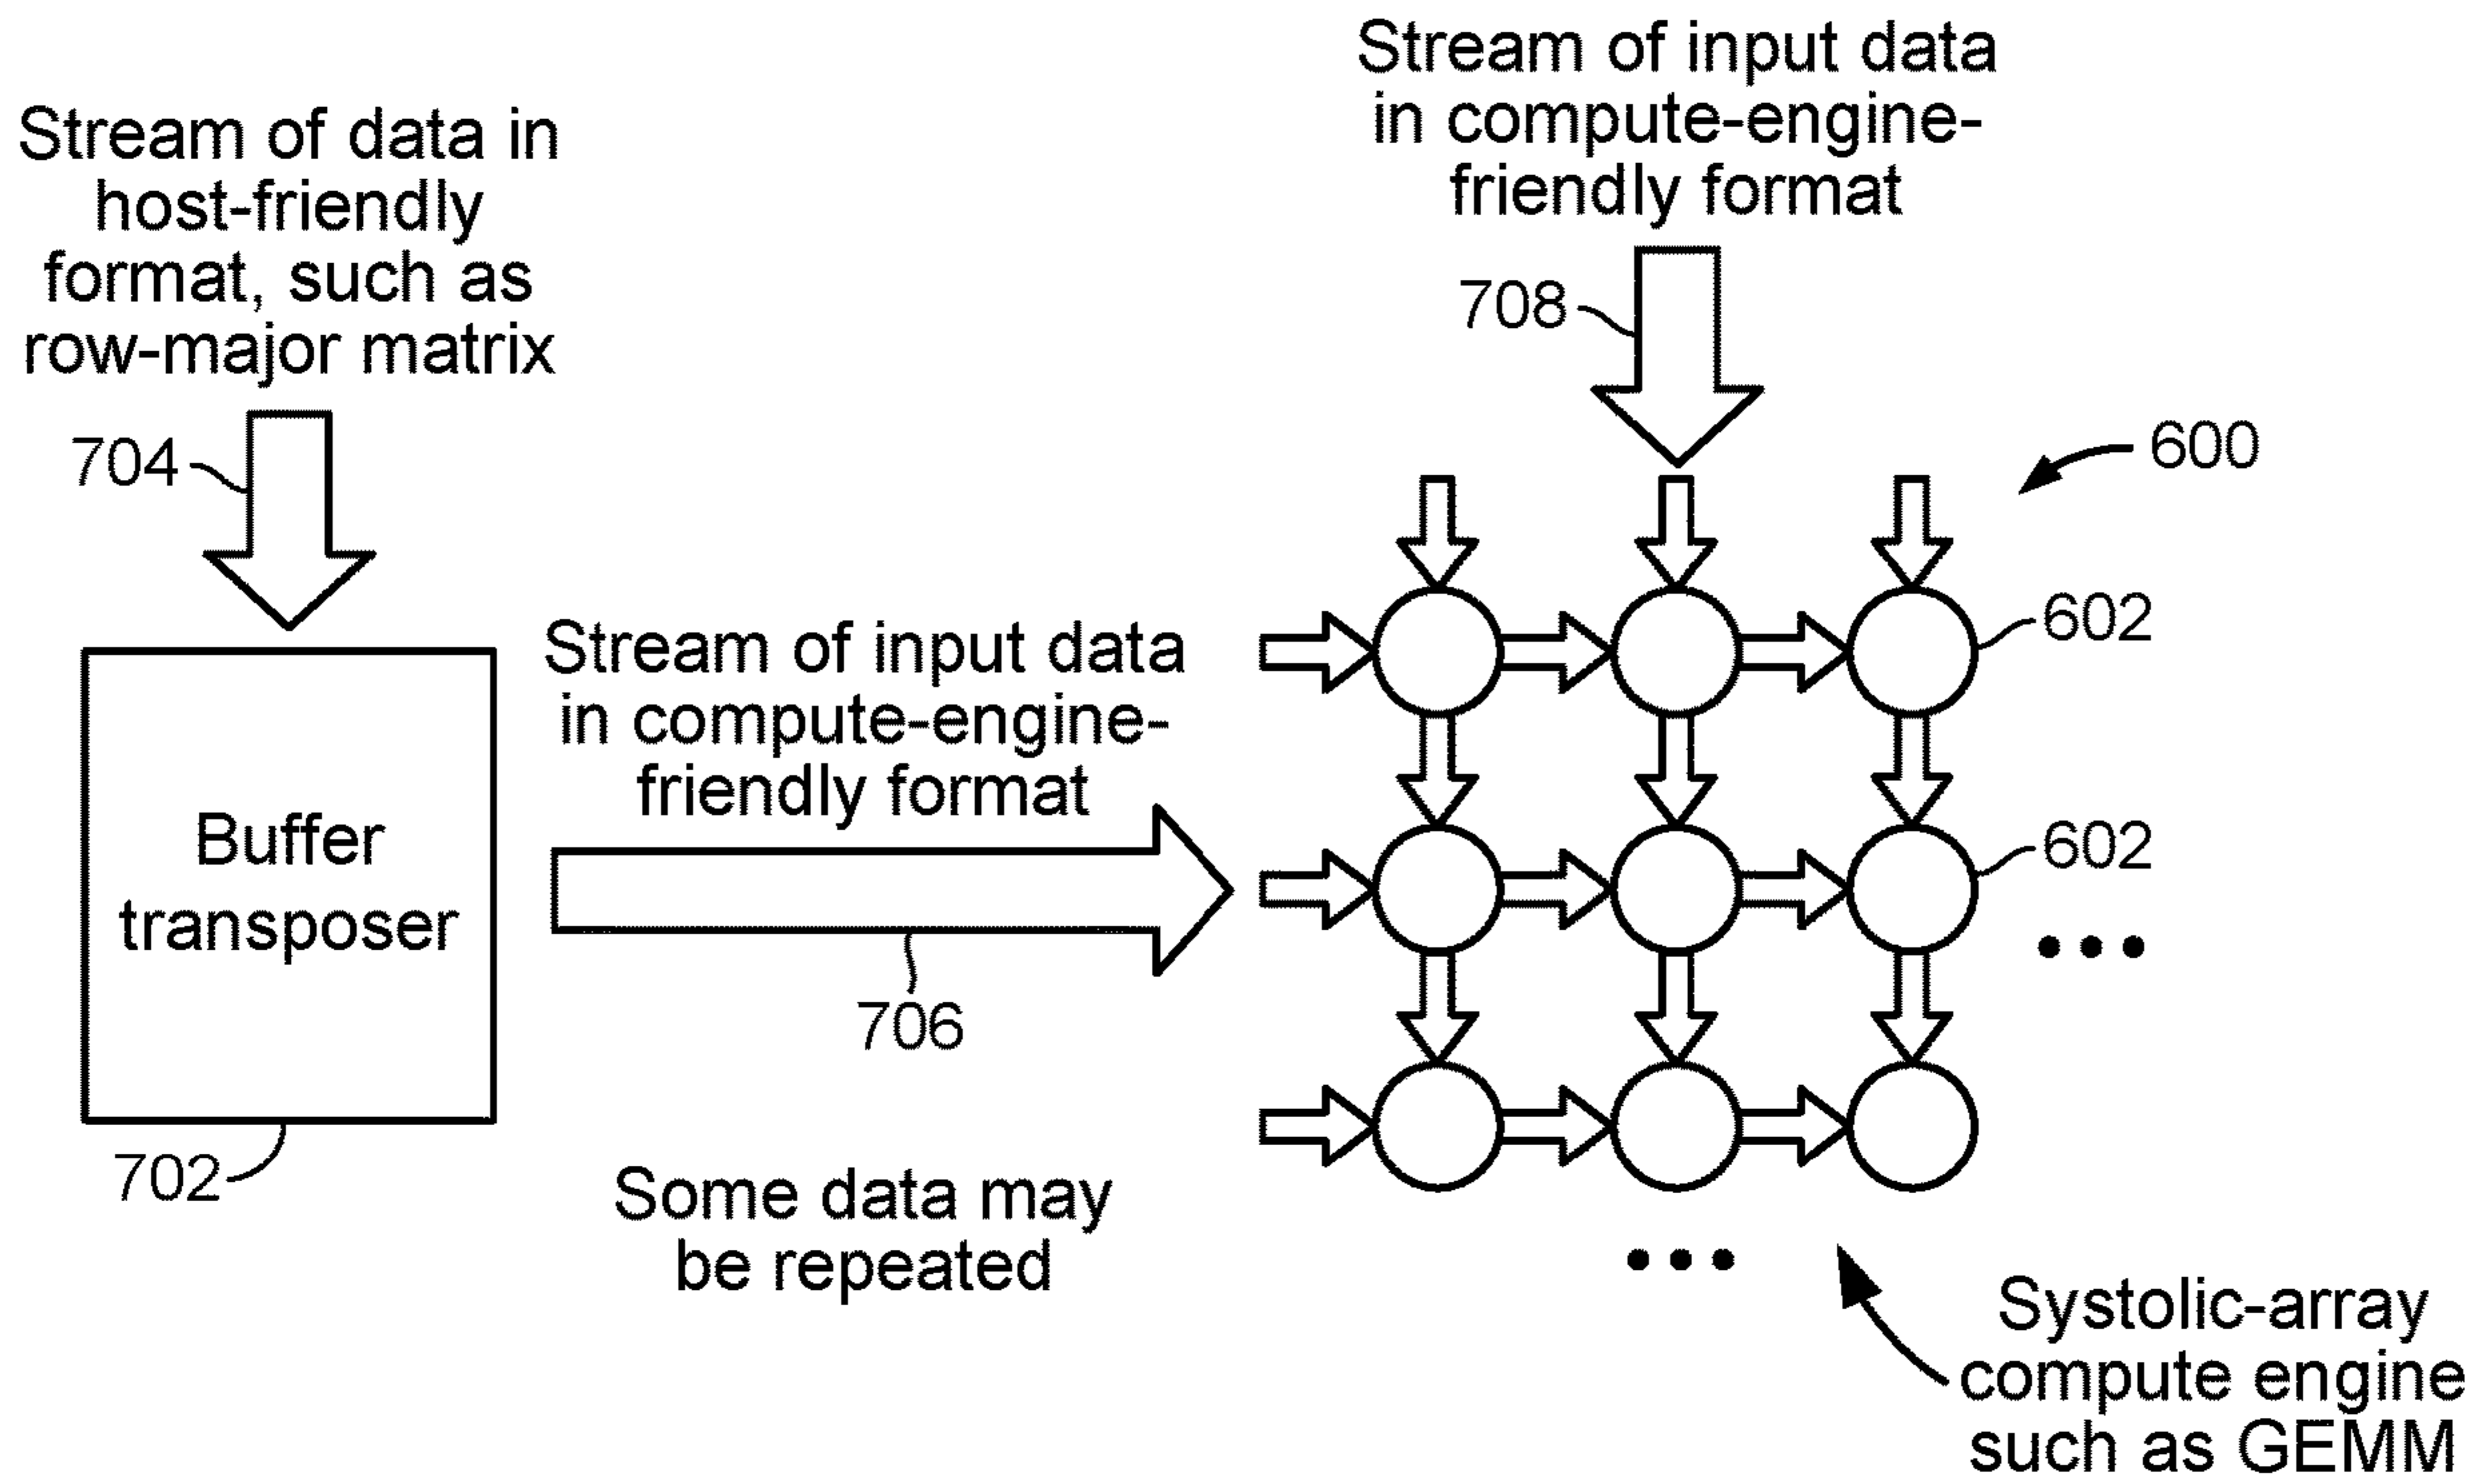 Stream of data in
host-friendly
format, such as
row-major matrix
704
Buffer
transposer
702
Stream of input data
in compute-engine-
friendly format
706
Some data may
be repeated
Stream of input data
in compute-engine-
friendly format
708
600
602
602
Systolic-array
compute engine
such as GEMM